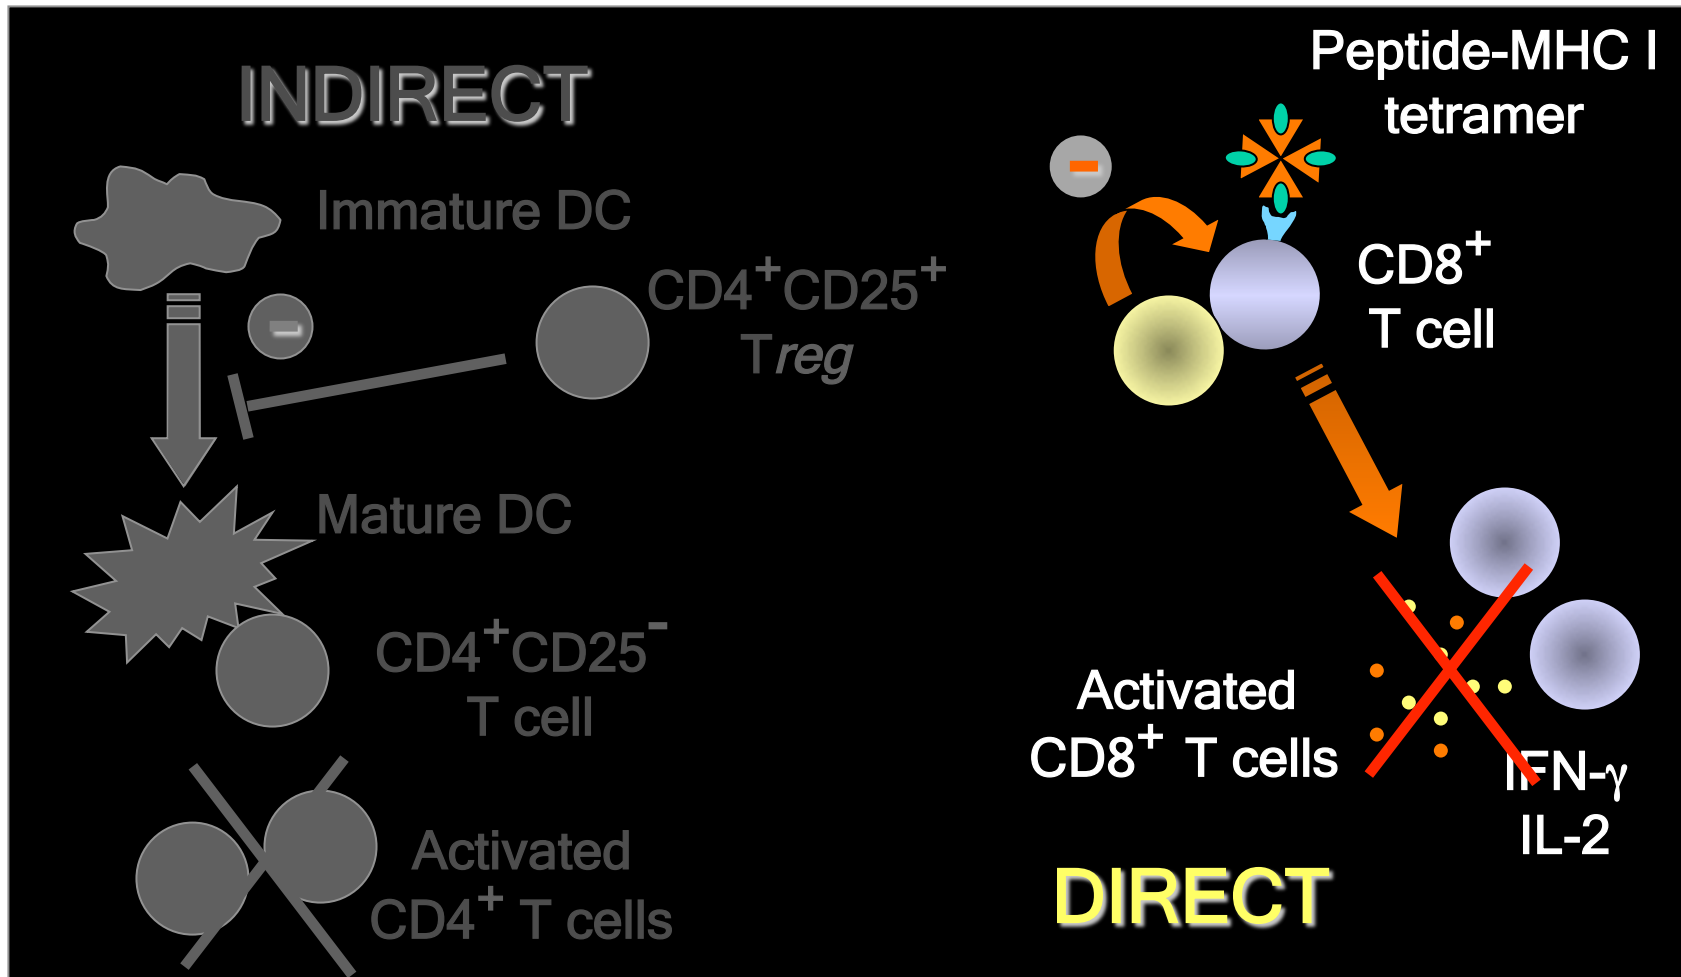 INDIRECT
Immature DC
CD4⁺CD25⁺
Treg
Mature DC
CD4⁺CD25⁻
T cell
Activated
CD4⁺ T cells
Peptide-MHC I
tetramer
CD8⁺
T cell
Activated
CD8⁺ T cells
IFN-γ
IL-2
DIRECT